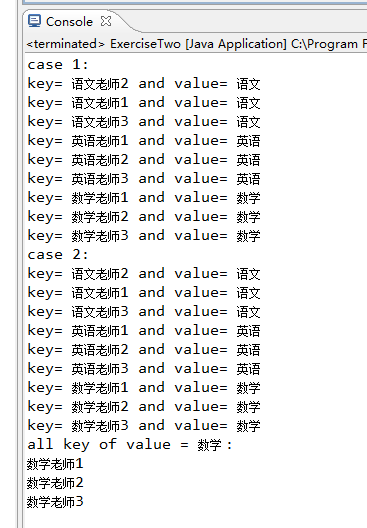 Console
<terminated> ExerciseTwo [Java Application] C:\Program F
case 1:
key= 语文老师2 and value= 语文
key= 语文老师1 and value= 语文
key= 语文老师3 and value= 语文
key= 英语老师1 and value= 英语
key= 英语老师2 and value= 英语
key= 英语老师3 and value= 英语
key= 数学老师1 and value= 数学
key= 数学老师2 and value= 数学
key= 数学老师3 and value= 数学
case 2:
key= 语文老师2 and value= 语文
key= 语文老师1 and value= 语文
key= 语文老师3 and value= 语文
key= 英语老师1 and value= 英语
key= 英语老师2 and value= 英语
key= 英语老师3 and value= 英语
key= 数学老师1 and value= 数学
key= 数学老师2 and value= 数学
key= 数学老师3 and value= 数学
all key of value = 数学：
数学老师1
数学老师2
数学老师3